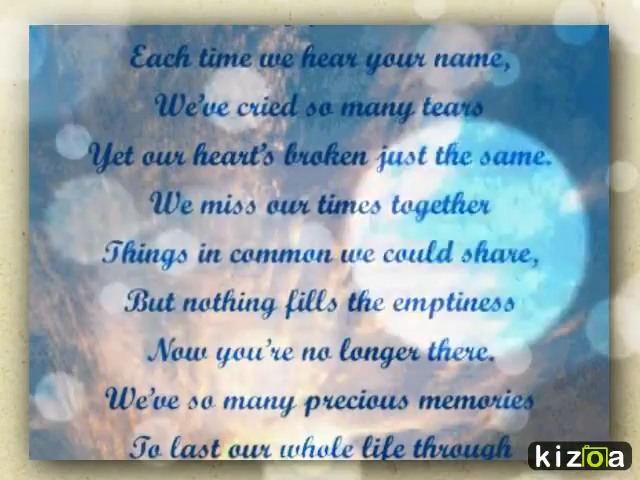 Each time we hear your name,
We've cried so many tears
Yet our heart's broken just the same.
We miss our times together
Things in common we could share,
But nothing fills the emptiness
Now you're no longer there.
We've so many precious memories
To last our whole life through
kizoa